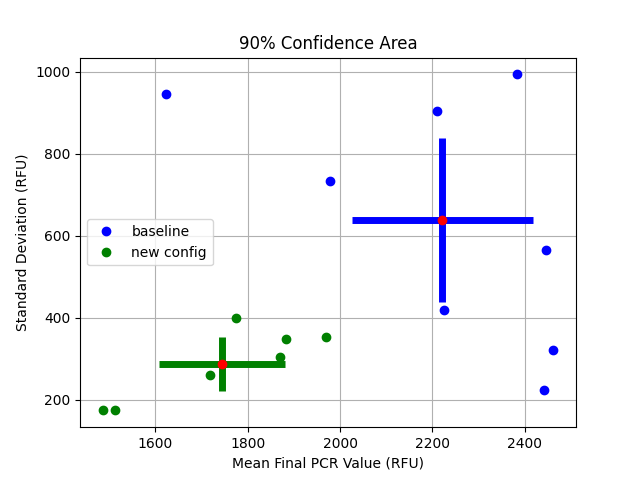 90% Confidence Area
1000
800
600
400
200
Standard Deviation (RFU)
baseline
new config
1600 1800 2000 2200 2400
Mean Final PCR Value (RFU)